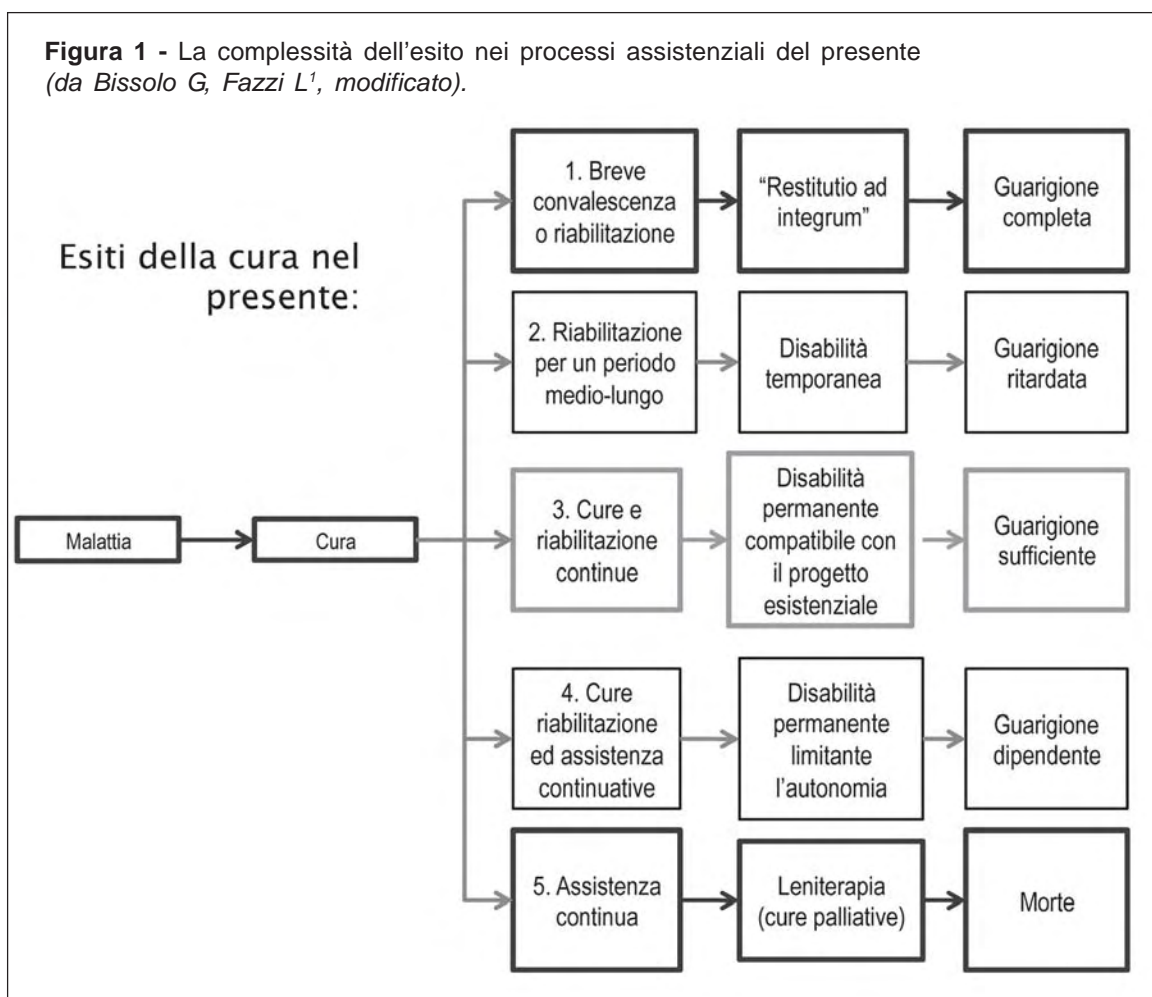 Figura 1 - La complessità dell’esito nei processi assistenziali del presente
(da Bissolo G, Fazzi L¹, modificato).
Esiti della cura nel
presente:
Malattia
Cura
1. Breve
convalescenza
o riabilitazione
“Restitutio ad
integrum”
Guarigione
completa
2. Riabilitazione
per un periodo
medio-lungo
Disabilità
temporanea
Guarigione
ritardata
3. Cure e
riabilitazione
continue
Disabilità
permanente
compatibile con
il progetto
esistenziale
Guarigione
sufficiente
4. Cure
riabilitazione
ed assistenza
continuative
Disabilità
permanente
limitante
l’autonomia
Guarigione
dipendente
5. Assistenza
continua
Leniterapia
(cure palliative)
Morte